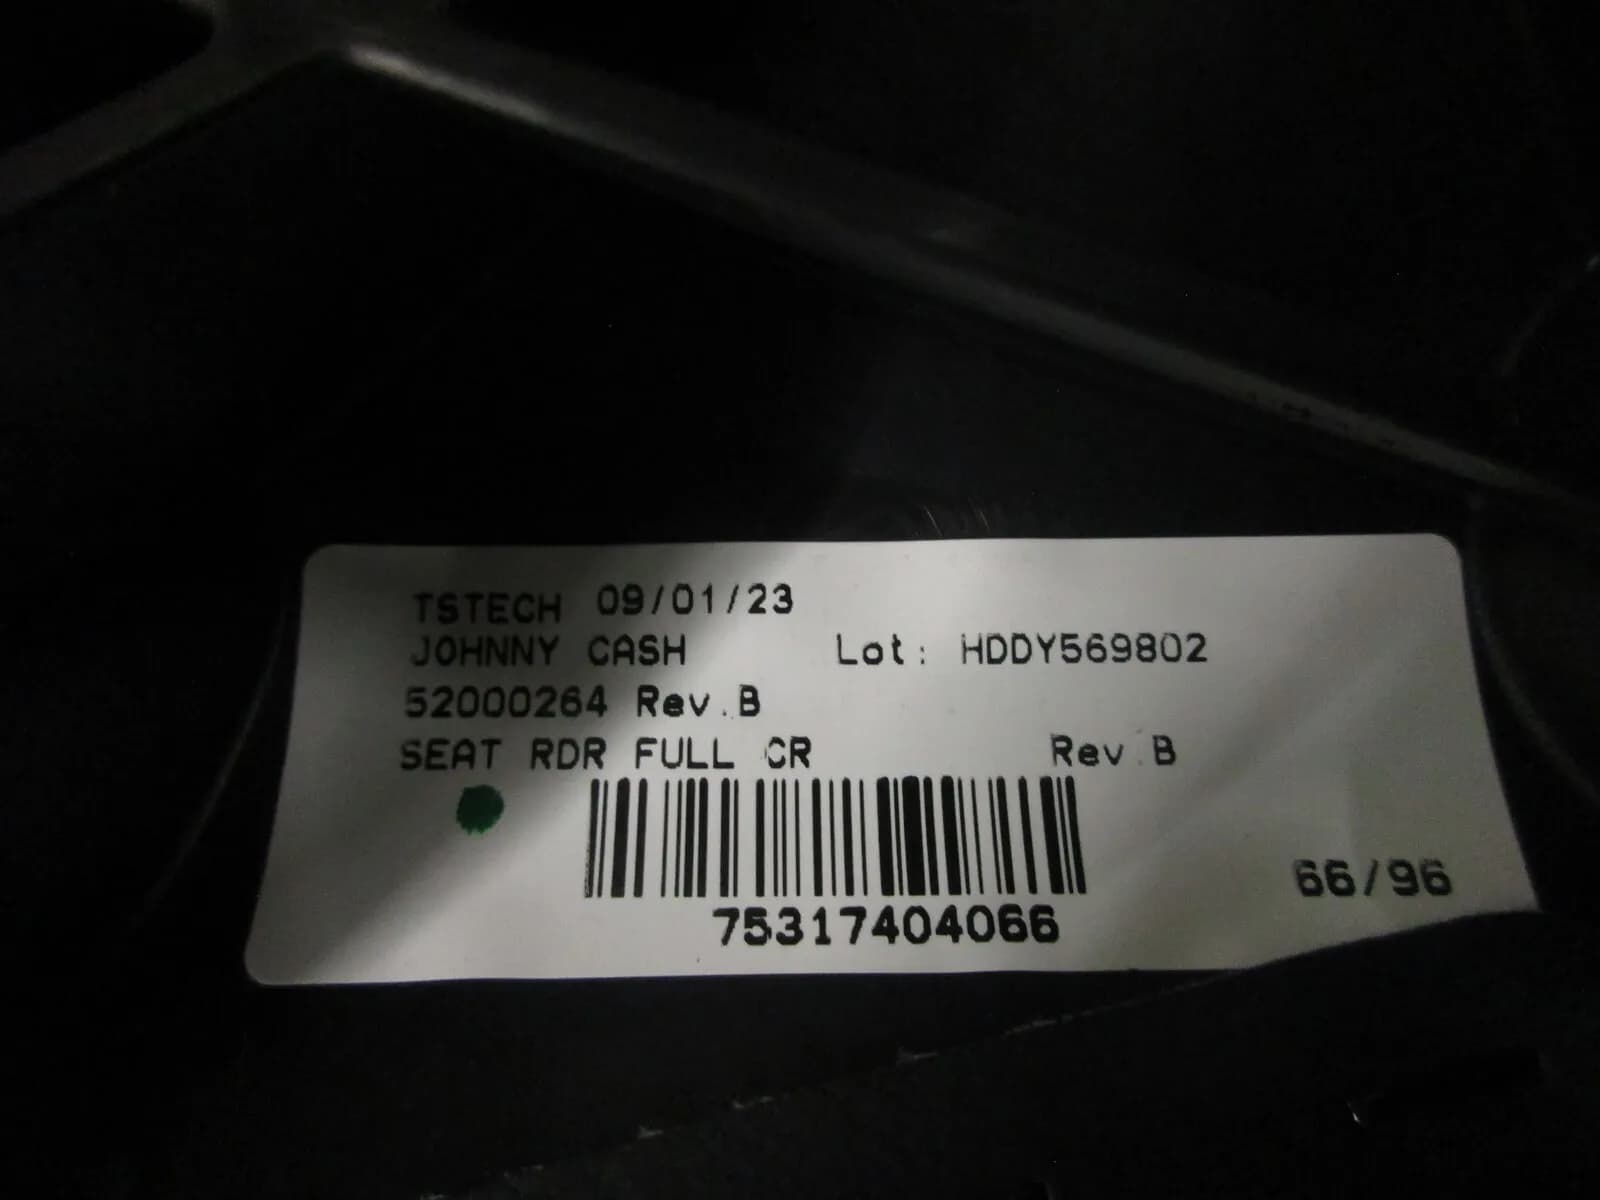 TSTECH 09/01/23
JOHNNY CASH Lot: HDDY569802
52000264 Rev.B
SEAT RDR FULL CR Rev.B
75317404066
66/96